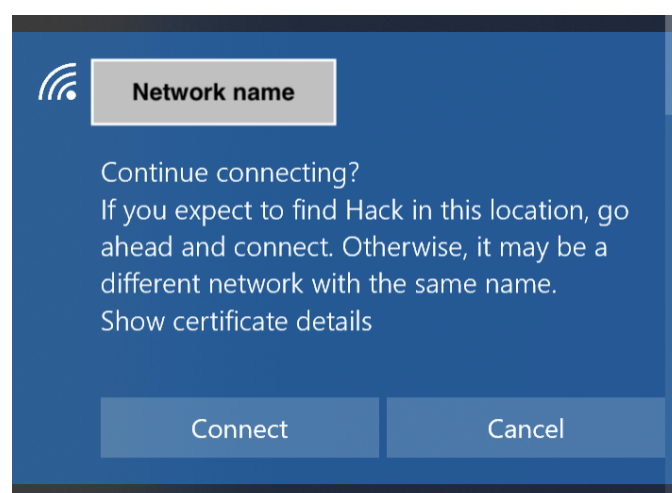 Network name
Continue connecting?
If you expect to find Hack in this location, go
ahead and connect. Otherwise, it may be a
different network with the same name.
Show certificate details
Connect
Cancel